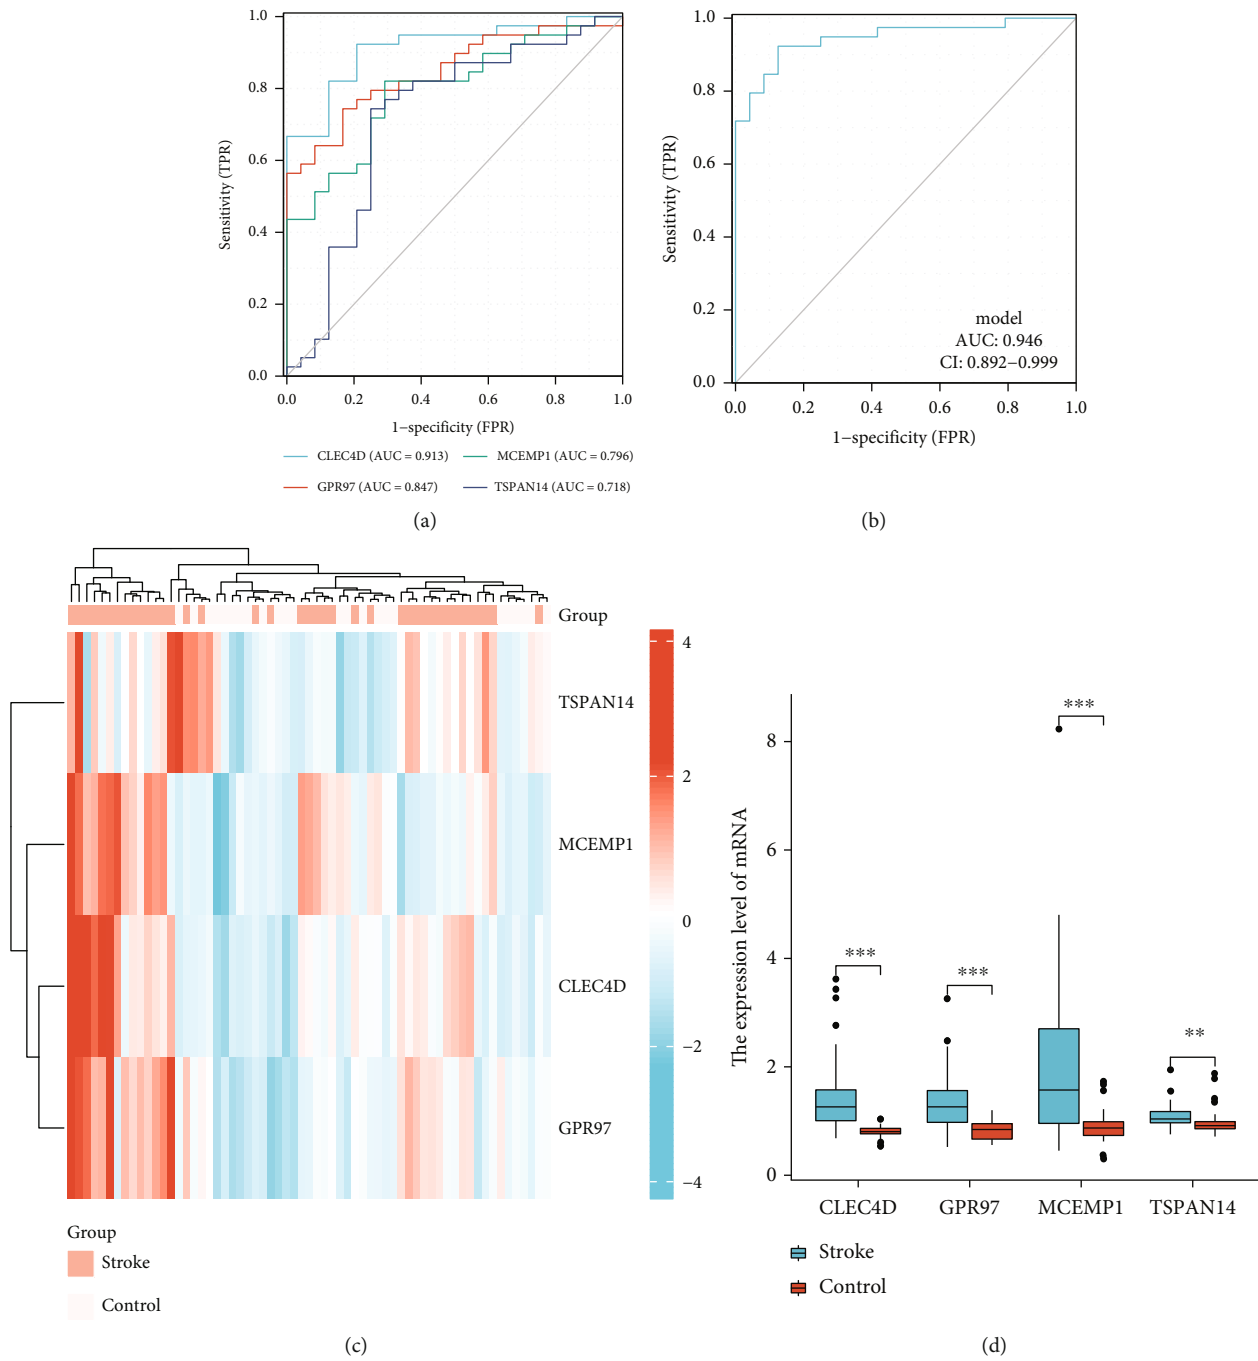 1.0
0.8
0.6
0.4
0.2
0.0
Sensitivity (TPR)
0.0 0.2 0.4 0.6 0.8 1.0
1−specificity (FPR)
CLEC4D (AUC = 0.913) MCEMP1 (AUC = 0.796)
GPR97 (AUC = 0.847) TSPAN14 (AUC = 0.718)
(a)
1.0
0.8
0.6
0.4
0.2
0.0
Sensitivity (TPR)
model
AUC: 0.946
CI: 0.892−0.999
0.0 0.2 0.4 0.6 0.8 1.0
1−specificity (FPR)
(b)
Group
TSPAN14
MCEMP1
CLEC4D
GPR97
4
2
0
−2
−4
Group
Stroke
Control
(c)
The expression level of mRNA
8
6
4
2
0
***
***
***
**
CLEC4D GPR97 MCEMP1 TSPAN14
Stroke
Control
(d)